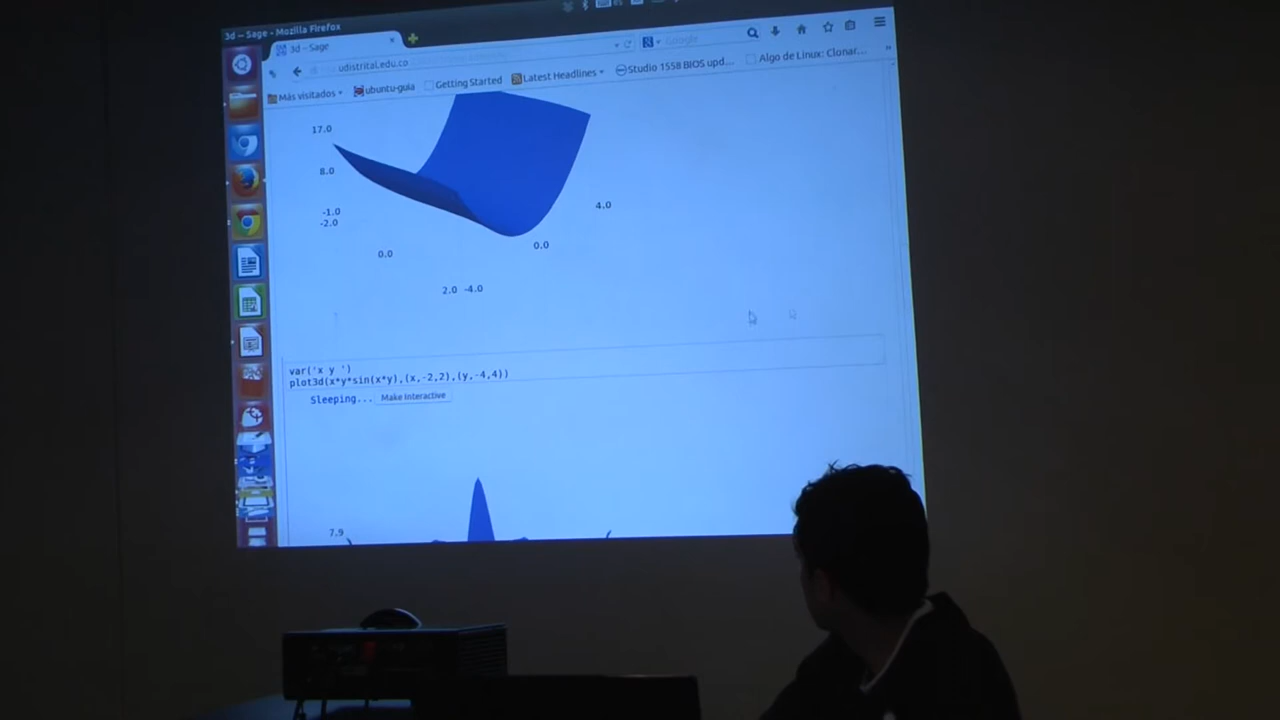 3d – Sage - Mozilla Firefox
3d – Sage
udistrital.edu.co
Google
Más visitados
ubuntu-guia
Getting Started
Latest Headlines
Studio 1558 BIOS upd...
Algo de Linux: Clonar...
17.0
8.0
-1.0
-2.0
0.0
2.0 -4.0
0.0
4.0
var('x y ')
plot3d(x*y*sin(x*y),(x,-2,2),(y,-4,4))
Sleeping... Make Interactive
7.9